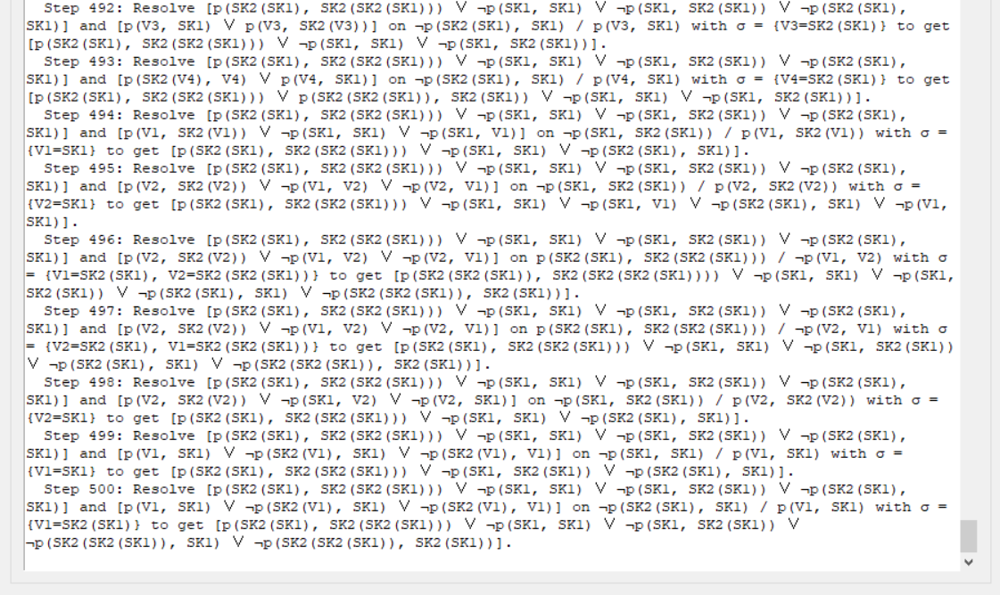 Step 492: Resolve [p(SK2(SK1), SK2(SK2(SK1))) ∨ ¬p(SK1, SK1) ∨ ¬p(SK1, SK2(SK1)) ∨ ¬p(SK2(SK1),
SK1)] and [p(V3, SK1) ∨ p(V3, SK2(V3))] on ¬p(SK2(SK1), SK1) / p(V3, SK1) with σ = {V3=SK2(SK1)} to get
[p(SK2(SK1), SK2(SK2(SK1))) ∨ ¬p(SK1, SK1) ∨ ¬p(SK1, SK2(SK1))].
Step 493: Resolve [p(SK2(SK1), SK2(SK2(SK1))) ∨ ¬p(SK1, SK1) ∨ ¬p(SK1, SK2(SK1)) ∨ ¬p(SK2(SK1),
SK1)] and [p(SK2(V4), V4) ∨ p(V4, SK1)] on ¬p(SK2(SK1), SK1) / p(V4, SK1) with σ = {V4=SK2(SK1)} to get
[p(SK2(SK1), SK2(SK2(SK1))) ∨ p(SK2(SK2(SK1)), SK2(SK1)) ∨ ¬p(SK1, SK1) ∨ ¬p(SK1, SK2(SK1))].
Step 494: Resolve [p(SK2(SK1), SK2(SK2(SK1))) ∨ ¬p(SK1, SK1) ∨ ¬p(SK1, SK2(SK1)) ∨ ¬p(SK2(SK1),
SK1)] and [p(V1, SK2(V1)) ∨ ¬p(SK1, SK1) ∨ ¬p(SK1, V1)] on ¬p(SK1, SK2(SK1)) / p(V1, SK2(V1)) with σ =
{V1=SK1} to get [p(SK2(SK1), SK2(SK2(SK1))) ∨ ¬p(SK1, SK1) ∨ ¬p(SK2(SK1), SK1)].
Step 495: Resolve [p(SK2(SK1), SK2(SK2(SK1))) ∨ ¬p(SK1, SK1) ∨ ¬p(SK1, SK2(SK1)) ∨ ¬p(SK2(SK1),
SK1)] and [p(V2, SK2(V2)) ∨ ¬p(V1, V2) ∨ ¬p(V2, V1)] on ¬p(SK1, SK2(SK1)) / p(V2, SK2(V2)) with σ =
{V2=SK1} to get [p(SK2(SK1), SK2(SK2(SK1))) ∨ ¬p(SK1, SK1) ∨ ¬p(SK1, V1) ∨ ¬p(SK2(SK1), SK1) ∨ ¬p(V1,
SK1)].
Step 496: Resolve [p(SK2(SK1), SK2(SK2(SK1))) ∨ ¬p(SK1, SK1) ∨ ¬p(SK1, SK2(SK1)) ∨ ¬p(SK2(SK1),
SK1)] and [p(V2, SK2(V2)) ∨ ¬p(V1, V2) ∨ ¬p(V2, V1)] on p(SK2(SK1), SK2(SK2(SK1))) / ¬p(V1, V2) with σ
= {V1=SK2(SK1), V2=SK2(SK2(SK1))} to get [p(SK2(SK2(SK1)), SK2(SK2(SK2(SK1)))) ∨ ¬p(SK1, SK1) ∨ ¬p(SK1,
SK2(SK1)) ∨ ¬p(SK2(SK1), SK1) ∨ ¬p(SK2(SK2(SK1)), SK2(SK1))].
Step 497: Resolve [p(SK2(SK1), SK2(SK2(SK1))) ∨ ¬p(SK1, SK1) ∨ ¬p(SK1, SK2(SK1)) ∨ ¬p(SK2(SK1),
SK1)] and [p(V2, SK2(V2)) ∨ ¬p(V1, V2) ∨ ¬p(V2, V1)] on p(SK2(SK1), SK2(SK2(SK1))) / ¬p(V2, V1) with σ
= {V2=SK2(SK1), V1=SK2(SK2(SK1))} to get [p(SK2(SK1), SK2(SK2(SK1))) ∨ ¬p(SK1, SK1) ∨ ¬p(SK1, SK2(SK1))
∨ ¬p(SK2(SK1), SK1) ∨ ¬p(SK2(SK2(SK1)), SK2(SK1))].
Step 498: Resolve [p(SK2(SK1), SK2(SK2(SK1))) ∨ ¬p(SK1, SK1) ∨ ¬p(SK1, SK2(SK1)) ∨ ¬p(SK2(SK1),
SK1)] and [p(V2, SK2(V2)) ∨ ¬p(SK1, V2) ∨ ¬p(V2, SK1)] on ¬p(SK1, SK2(SK1)) / p(V2, SK2(V2)) with σ =
{V2=SK1} to get [p(SK2(SK1), SK2(SK2(SK1))) ∨ ¬p(SK1, SK1) ∨ ¬p(SK2(SK1), SK1)].
Step 499: Resolve [p(SK2(SK1), SK2(SK2(SK1))) ∨ ¬p(SK1, SK1) ∨ ¬p(SK1, SK2(SK1)) ∨ ¬p(SK2(SK1),
SK1)] and [p(V1, SK1) ∨ ¬p(SK2(V1), SK1) ∨ ¬p(SK2(V1), V1)] on ¬p(SK1, SK1) / p(V1, SK1) with σ =
{V1=SK1} to get [p(SK2(SK1), SK2(SK2(SK1))) ∨ ¬p(SK1, SK2(SK1)) ∨ ¬p(SK2(SK1), SK1)].
Step 500: Resolve [p(SK2(SK1), SK2(SK2(SK1))) ∨ ¬p(SK1, SK1) ∨ ¬p(SK1, SK2(SK1)) ∨ ¬p(SK2(SK1),
SK1)] and [p(V1, SK1) ∨ ¬p(SK2(V1), SK1) ∨ ¬p(SK2(V1), V1)] on ¬p(SK2(SK1), SK1) / p(V1, SK1) with σ =
{V1=SK2(SK1)} to get [p(SK2(SK1), SK2(SK2(SK1))) ∨ ¬p(SK1, SK1) ∨ ¬p(SK1, SK2(SK1)) ∨
¬p(SK2(SK2(SK1)), SK1) ∨ ¬p(SK2(SK2(SK1)), SK2(SK1))].